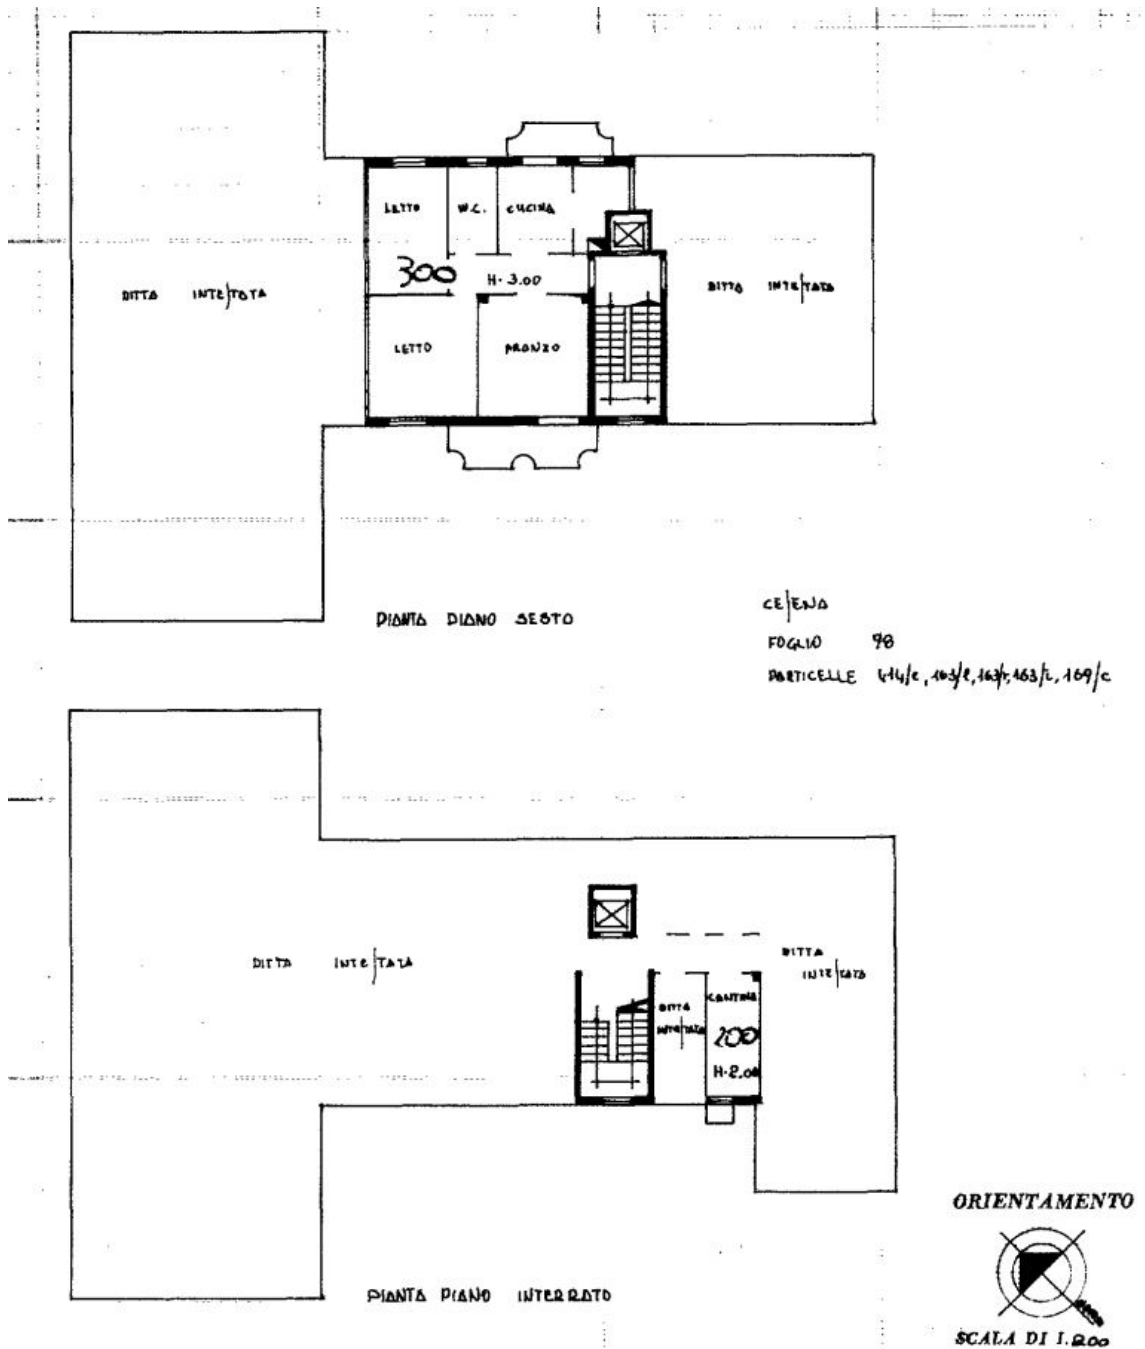 LETTO W.C. CUCINA
300
H=3.00
DITTA INTESTATA
DITTA INTESTATA
LETTO PRANZO
PIANTA PIANO SESTO
CESENA
FOGLIO 98
PARTICELLE
DITTA INTESTATA
DITTA INTESTATA
DITTA INTESTATA
CANTINA
200
H=2.00
PIANTA PIANO INTERRATO
ORIENTAMENTO
SCALA DI 1.200